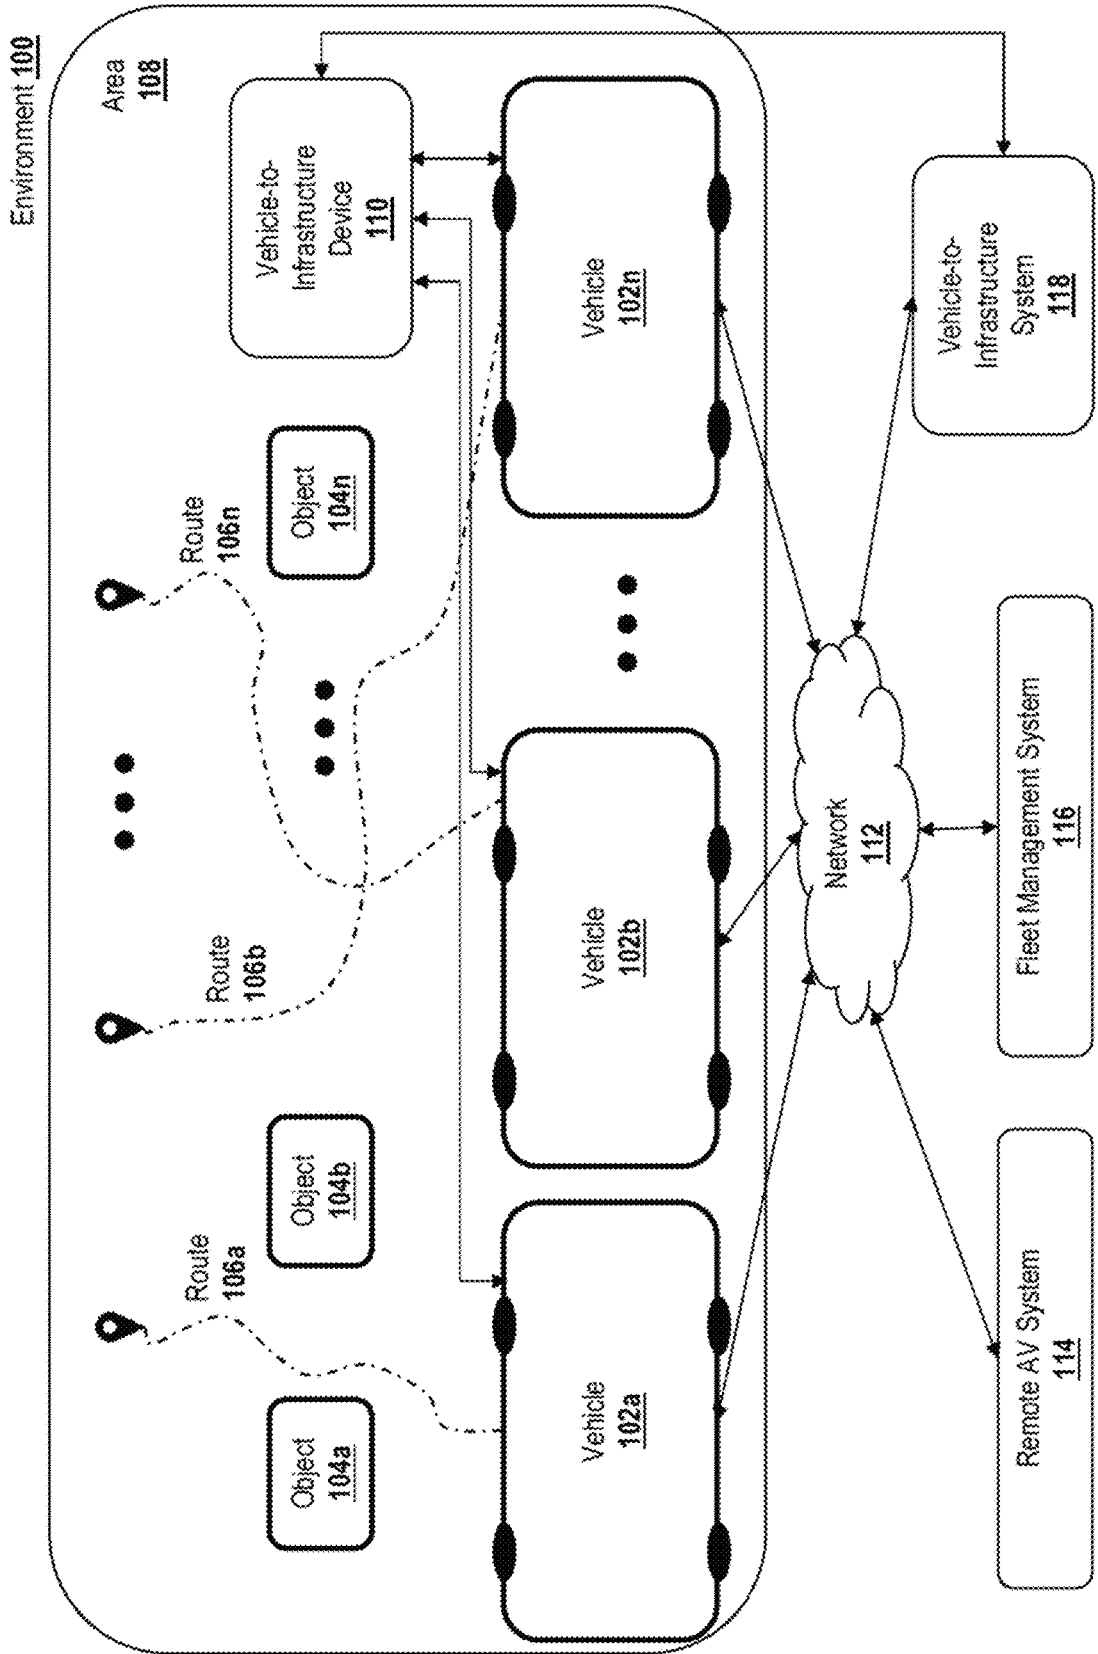 Environment 100
Area
108
Route
106a
Route
106b
Route
106n
Object
104a
Object
104b
Object
104n
Vehicle-to-
Infrastructure
Device
110
Vehicle
102a
Vehicle
102b
Vehicle
102n
Network
112
Remote AV System
114
Fleet Management System
116
Vehicle-to-
Infrastructure
System
118